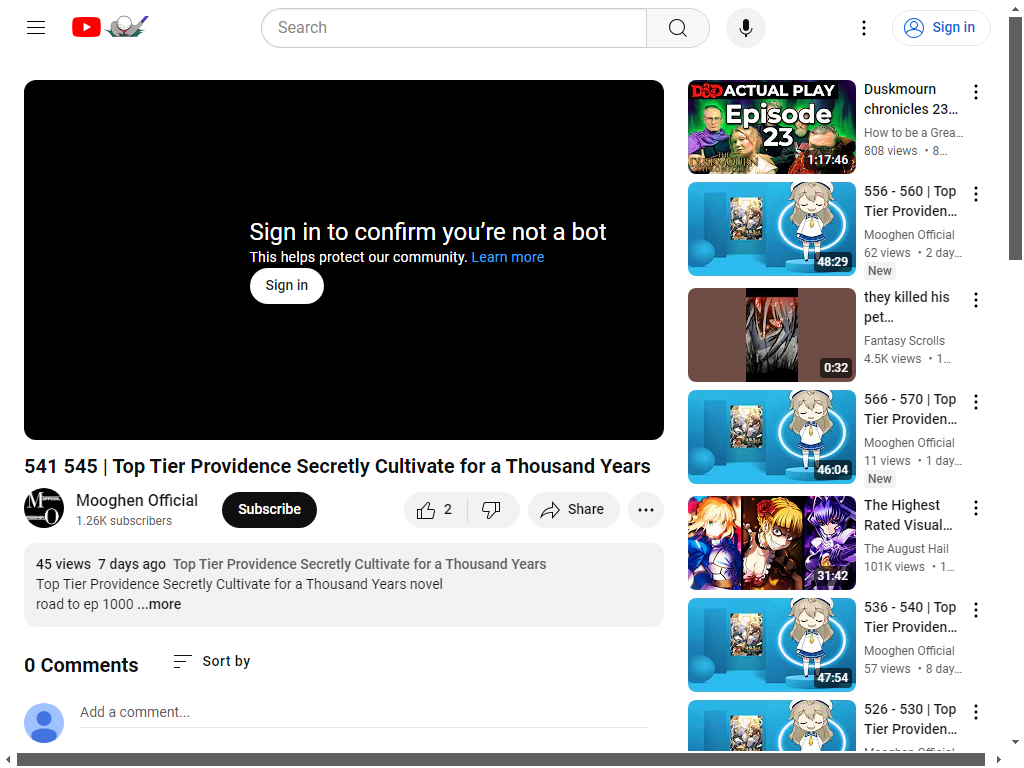 Search
Sign in
Sign in to confirm you’re not a bot
This helps protect our community. Learn more
Sign in
541 545 | Top Tier Providence Secretly Cultivate for a Thousand Years
Mooghen Official
1.26K subscribers
Subscribe
2
Share
45 views 7 days ago Top Tier Providence Secretly Cultivate for a Thousand Years
Top Tier Providence Secretly Cultivate for a Thousand Years novel
road to ep 1000 ...more
0 Comments
Sort by
Add a comment...
D&D ACTUAL PLAY
Episode
23
1:17:46
Duskmourn
chronicles 23…
How to be a Grea…
808 views • 8…
48:29
556 - 560 | Top
Tier Providen…
Mooghen Official
62 views • 2 day…
New
0:32
they killed his
pet…
Fantasy Scrolls
4.5K views • 1…
46:04
566 - 570 | Top
Tier Providen…
Mooghen Official
11 views • 1 day…
New
31:42
The Highest
Rated Visual…
The August Hail
101K views • 1…
47:54
536 - 540 | Top
Tier Providen…
Mooghen Official
57 views • 8 day…
526 - 530 | Top
Tier Providen…
Mooghen Official